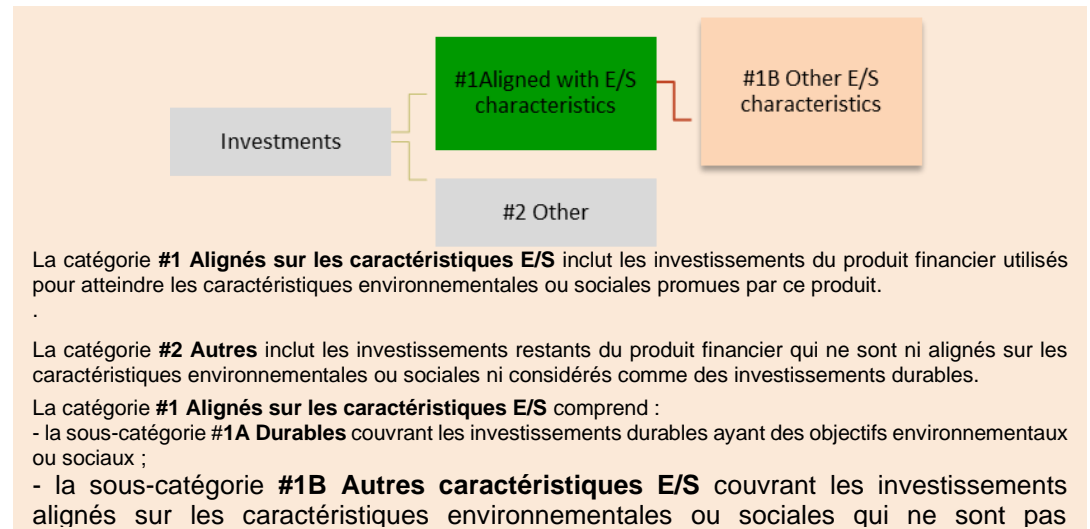 #1Aligned with E/S
characteristics
#1B Other E/S
characteristics
Investments
#2 Other
La catégorie #1 Alignés sur les caractéristiques E/S inclut les investissements du produit financier utilisés
pour atteindre les caractéristiques environnementales ou sociales promues par ce produit.
.
La catégorie #2 Autres inclut les investissements restants du produit financier qui ne sont ni alignés sur les
caractéristiques environnementales ou sociales ni considérés comme des investissements durables.
La catégorie #1 Alignés sur les caractéristiques E/S comprend :
- la sous-catégorie #1A Durables couvrant les investissements durables ayant des objectifs environnementaux
ou sociaux ;
- la sous-catégorie #1B Autres caractéristiques E/S couvrant les investissements
alignés sur les caractéristiques environnementales ou sociales qui ne sont pas